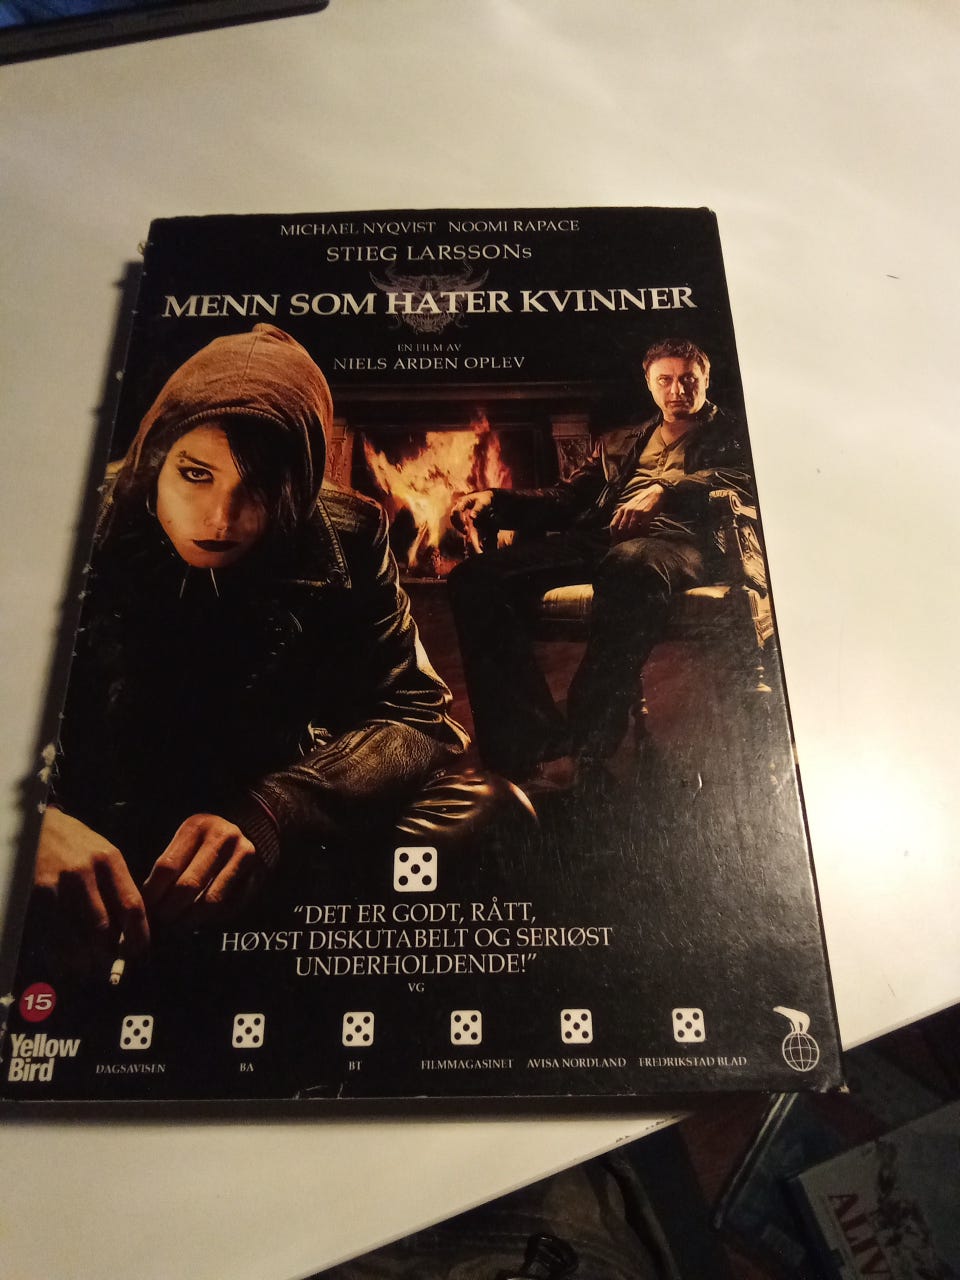 MICHAEL NYQVIST NOOMI RAPACE
STIEG LARSSONs
MENN SOM HATER KVINNER
EN FILM AV
NIELS ARDEN OPLEV
"DET ER GODT, RÅTT,
HØYST DISKUTABELT OG SERIØST
UNDERHOLDENDE!"
VG
15
Yellow
Bird
DAGSAVISEN
BA
BT
FILMMAGASINET
AVISA NORDLAND
FREDRIKSTAD BLAD
ALIV